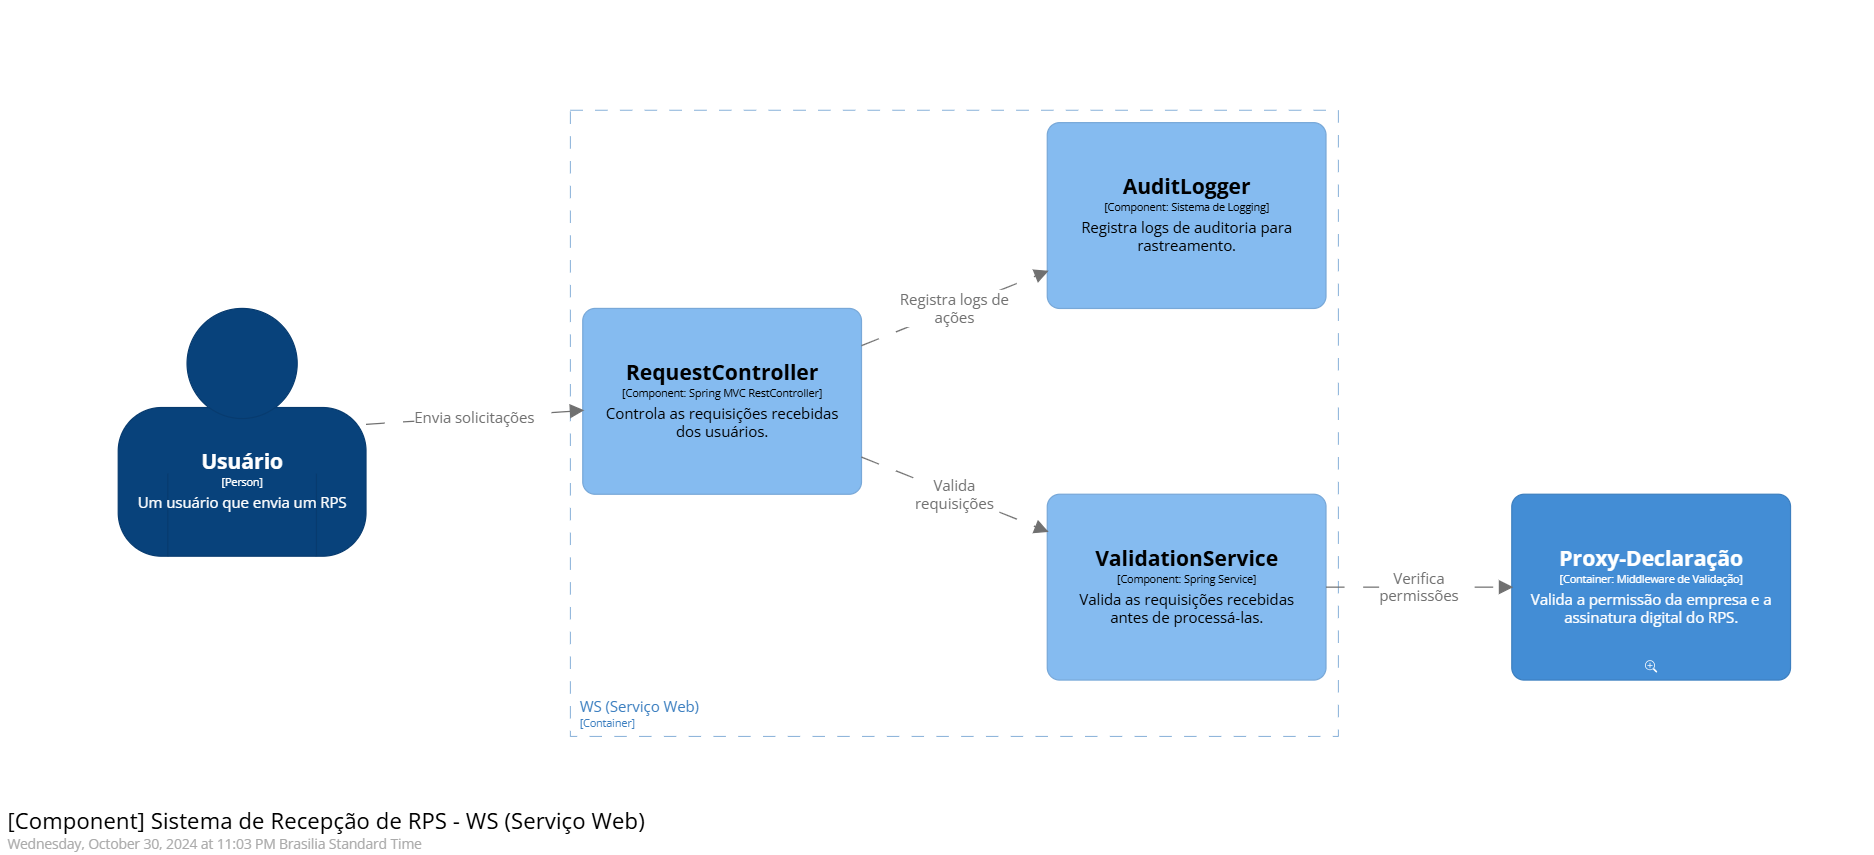 AuditLogger
[Component: Sistema de Logging]
Registra logs de auditoria para
rastreamento.
Registra logs de
ações
RequestController
[Component: Spring MVC RestController]
Controla as requisições recebidas
dos usuários.
Envia solicitações
Usuário
[Person]
Um usuário que envia um RPS
Valida
requisições
ValidationService
[Component: Spring Service]
Valida as requisições recebidas
antes de processá-las.
Verifica
permissões
Proxy-Declaração
[Container: Middleware de Validação]
Valida a permissão da empresa e a
assinatura digital do RPS.
WS (Serviço Web)
[Container]
[Component] Sistema de Recepção de RPS - WS (Serviço Web)
Wednesday, October 30, 2024 at 11:03 PM Brasilia Standard Time